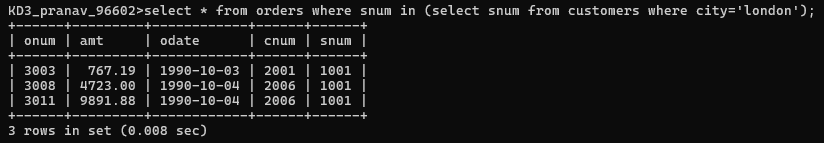 KD3_pranav_96602>select * from orders where snum in (select snum from customers where city='london');
+------+---------+------------+------+------+
| onum | amt     | odate      | cnum | snum |
+------+---------+------------+------+------+
| 3003 |  767.19 | 1990-10-03 | 2001 | 1001 |
| 3008 | 4723.00 | 1990-10-04 | 2006 | 1001 |
| 3011 | 9891.88 | 1990-10-04 | 2006 | 1001 |
+------+---------+------------+------+------+
3 rows in set (0.008 sec)